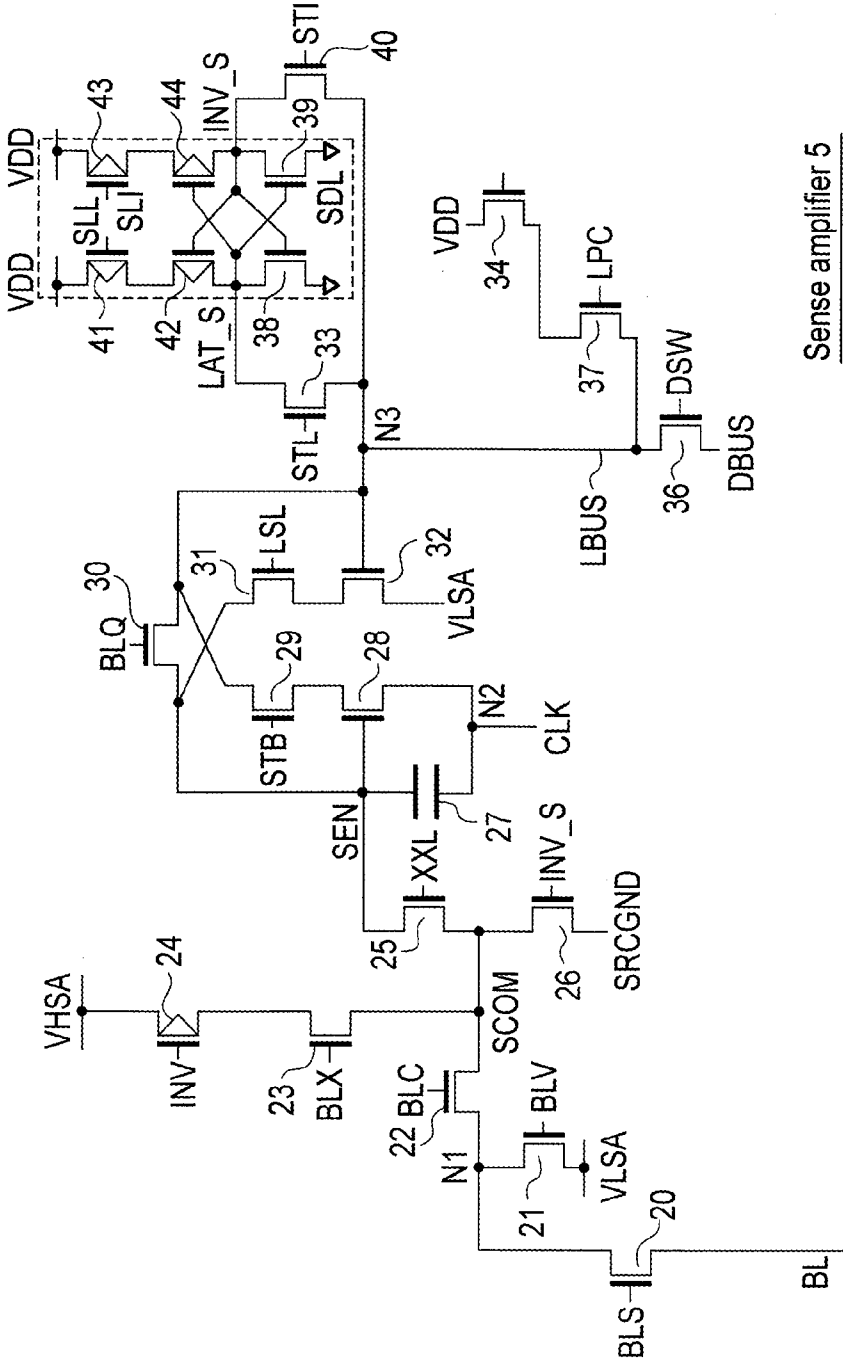 VDD
VDD
43
SLL
SLI
41
44
42
INV_S
LAT_S
39
38
SDL
STI
40
33
STL
N3
VDD
34
37
LPC
LBUS
36
DSW
DBUS
30
BLQ
31
LSL
29
STB
32
28
VLSA
SEN
N2
27
CLK
XXL
25
INV_S
26
SRCGND
VHSA
24
INV
23
BLX
SCOM
BLC
22
N1
BLV
21
VLSA
20
BLS
BL
Sense amplifier 5